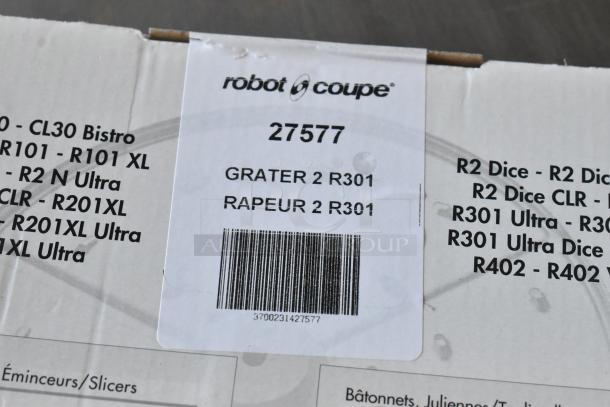 robot coupe®
27577
GRATER 2 R301
RAPEUR 2 R301
3700231427577
0 - CL30 Bistro
R101 - R101 XL
- R2 N Ultra
CLR - R201XL
- R201XL Ultra
1XL Ultra
R2 Dice - R2 Dic
R2 Dice CLR -
R301 Ultra - R30
R301 Ultra Dice
R402 - R402
Éminceurs/Slicers
Bâtonnets, Juliennes/